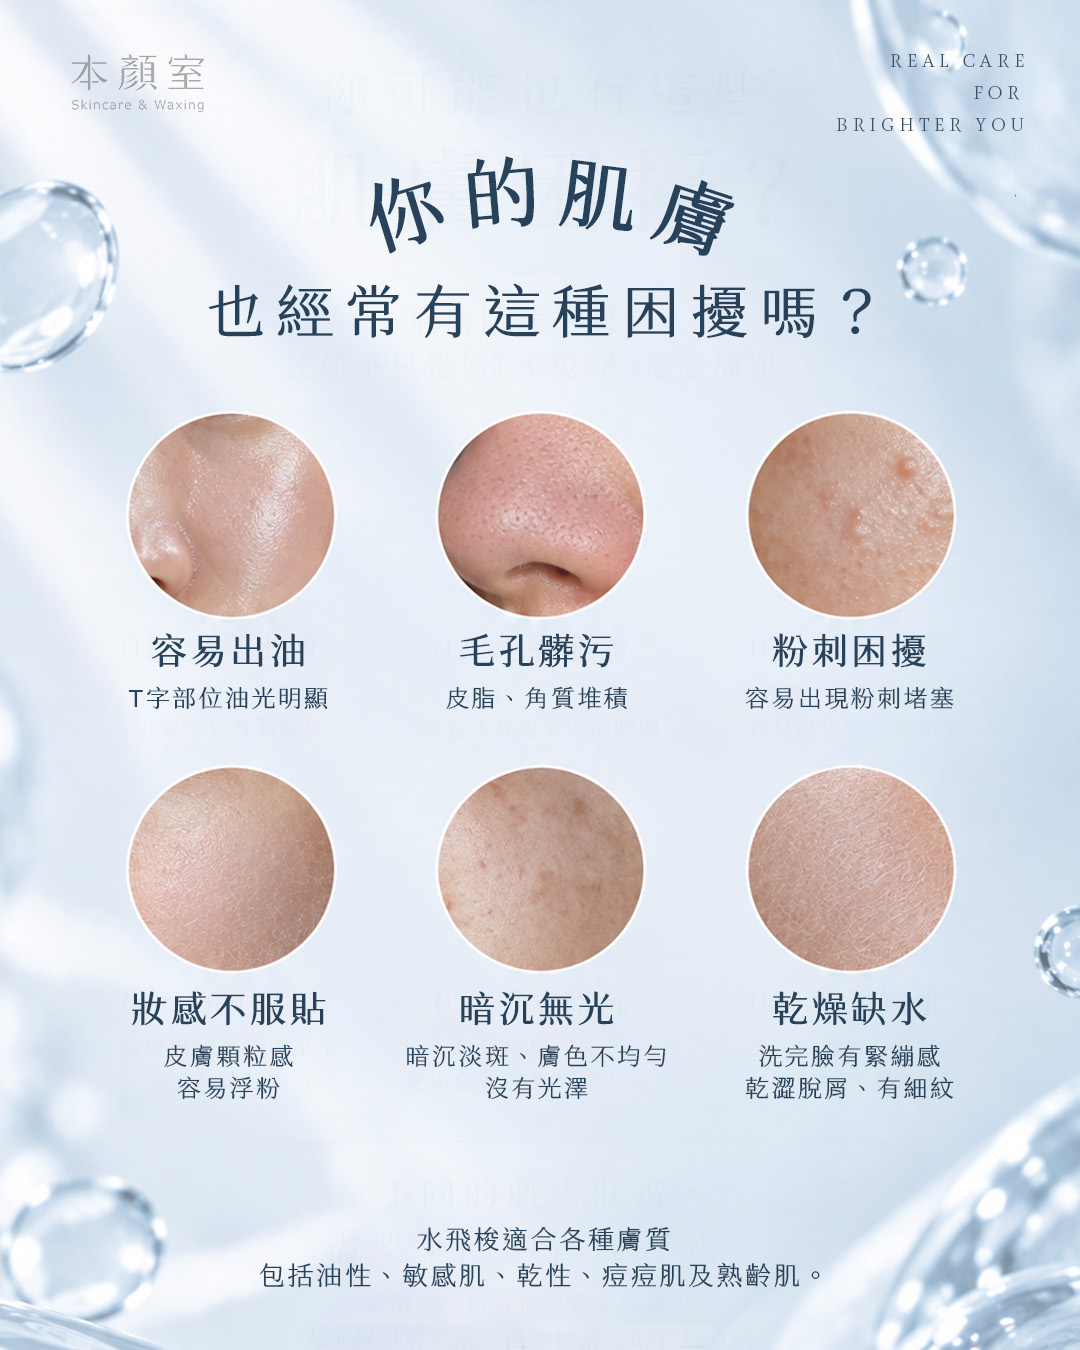 本顏室
Skincare & Waxing
REAL CARE
FOR
BRIGHTER YOU
你的肌膚
也經常有這種困擾嗎？
容易出油
T字部位油光明顯
毛孔髒污
皮脂、角質堆積
粉刺困擾
容易出現粉刺堵塞
妝感不服貼
皮膚顆粒感
容易浮粉
暗沉無光
暗沉淡斑、膚色不均勻
沒有光澤
乾燥缺水
洗完臉有緊繃感
乾澀脫屑、有細紋
水飛梭適合各種膚質
包括油性、敏感肌、乾性、痘痘肌及熟齡肌。